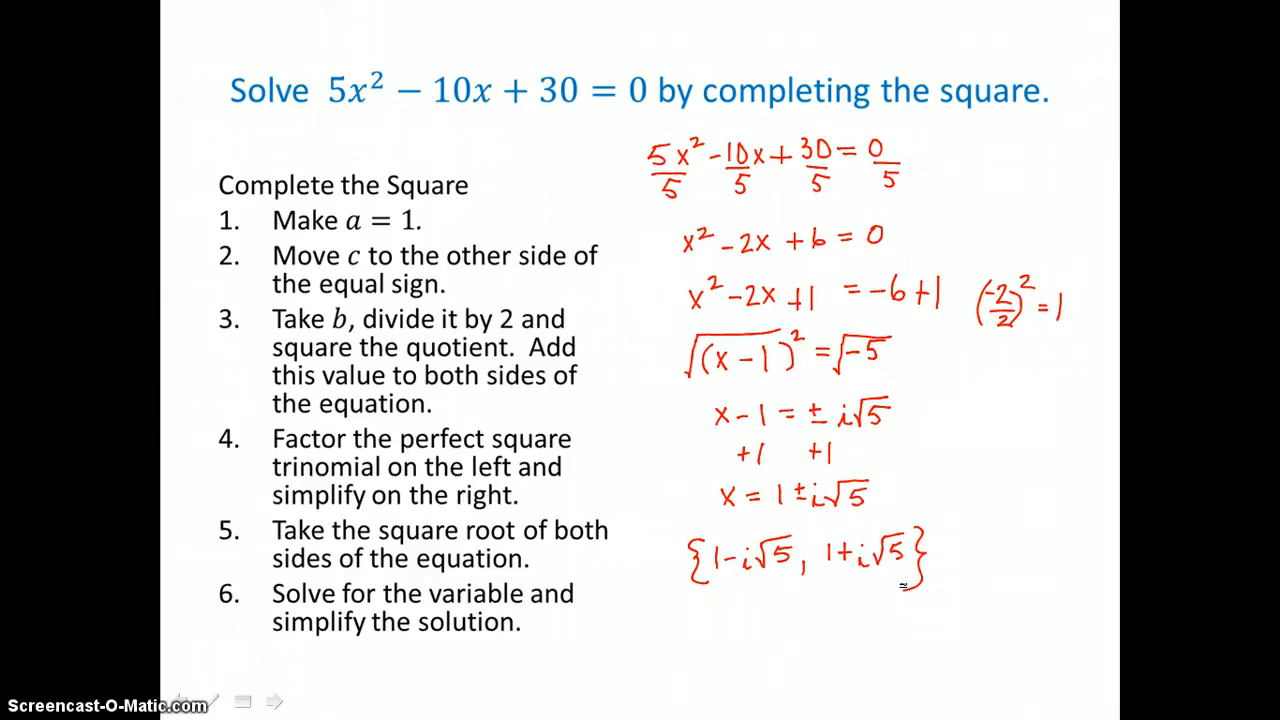 Solve 5x² − 10x + 30 = 0 by completing the square.
Complete the Square
1. Make a = 1.
2. Move c to the other side of
the equal sign.
3. Take b, divide it by 2 and
square the quotient. Add
this value to both sides of
the equation.
4. Factor the perfect square
trinomial on the left and
simplify on the right.
5. Take the square root of both
sides of the equation.
6. Solve for the variable and
simplify the solution.
5x²/5 - 10x/5 + 30/5 = 0/5
x² - 2x + 6 = 0
x² - 2x + 1 = -6 + 1 (-2/2)² = 1
√(x - 1)² = √-5
x - 1 = ± i√5
+1 +1
x = 1 ± i√5
{1 - i√5, 1 + i√5}
Screencast-O-Matic.com